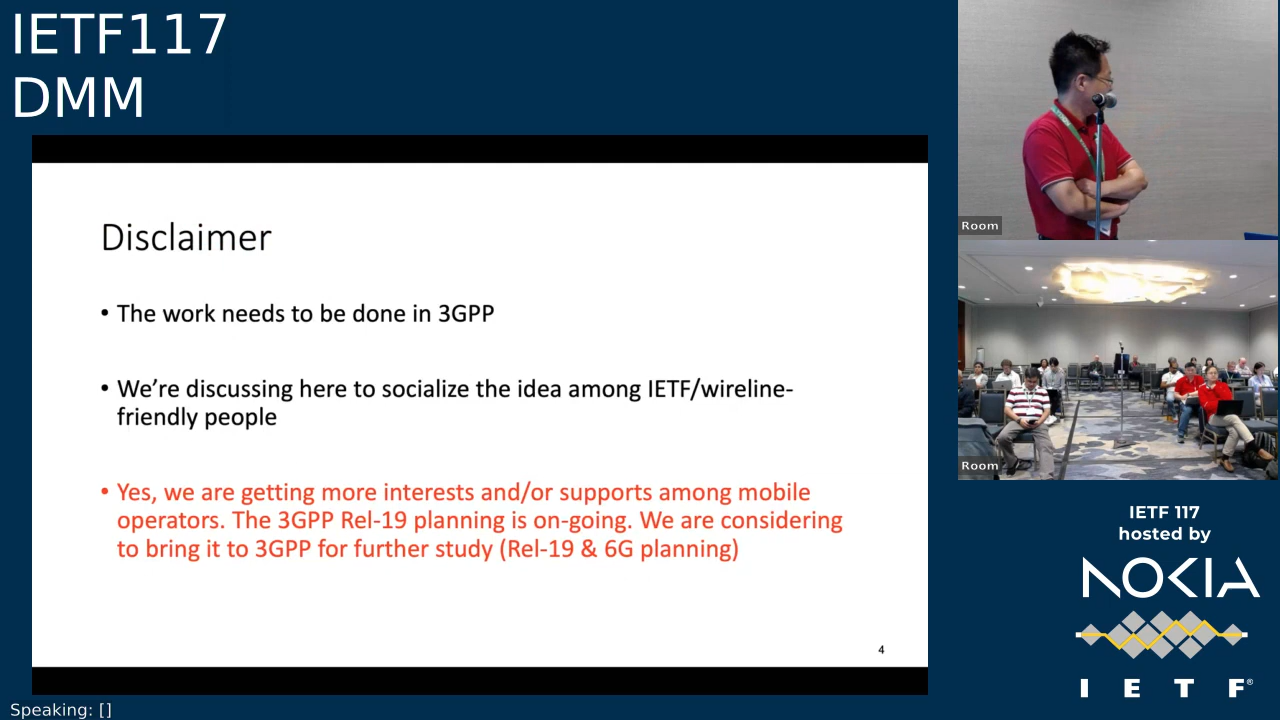 IETF117
DMM
Disclaimer
• The work needs to be done in 3GPP
• We’re discussing here to socialize the idea among IETF/wireline-
friendly people
• Yes, we are getting more interests and/or supports among mobile
operators. The 3GPP Rel-19 planning is on-going. We are considering
to bring it to 3GPP for further study (Rel-19 & 6G planning)
4
Room
Room
IETF 117
hosted by
NOKIA
I E T F®
Speaking: []